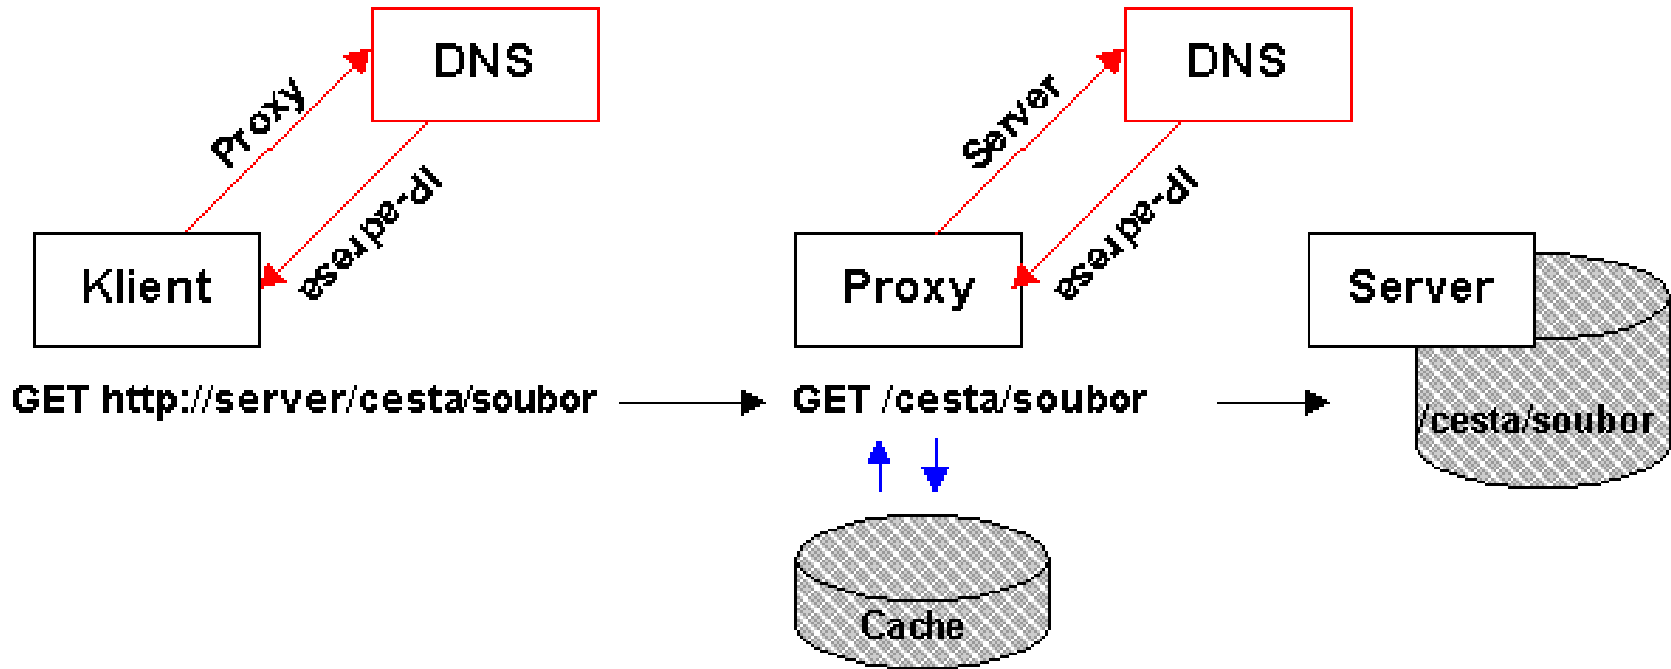 DNS
DNS
Proxy
IP-adresa
Server
IP-adresa
Klient
Proxy
Server
GET http://server/cesta/soubor
GET /cesta/soubor
/cesta/soubor
Cache